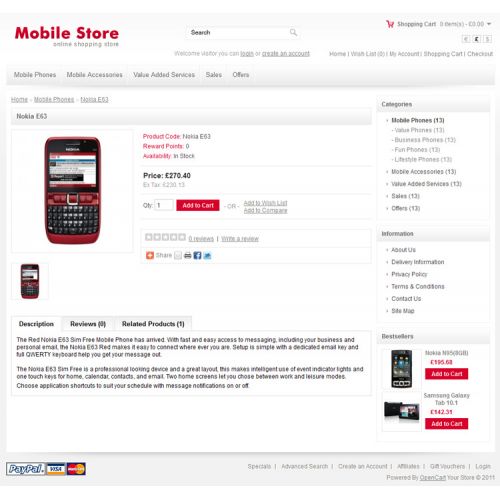 Mobile Store
online shopping store
Search
Shopping Cart 0 item(s) - £0.00
€ £ $
Welcome visitor you can login or create an account.
Home | Wish List (0) | My Account | Shopping Cart | Checkout
Mobile Phones Mobile Accessories Value Added Services Sales Offers
Home » Mobile Phones » Nokia E63
Nokia E63
NOKIA
Product Code: Nokia E63
Reward Points: 0
Availability: In Stock
Price: £270.40
Ex Tax: £230.13
Qty: 1 Add to Cart - OR - Add to Wish List
Add to Compare
0 reviews | Write a review
Share
Description Reviews (0) Related Products (1)
The Red Nokia E63 Sim Free Mobile Phone has arrived. With fast and easy access to messaging, including your business and
personal email, the Nokia E63 Red makes it easy to connect where ever you are. Setup is simple with a dedicated email key and
full QWERTY keyboard help you get your message out.
The Nokia E63 Sim Free is a professional looking device and a great layout, this makes intelligent use of event indicator lights and
one touch keys for home, calendar, contacts, and email. Two home screens let you chose between work and leisure modes.
Choose application shortcuts to suit your schedule with message notifications on or off.
Categories
Mobile Phones (13)
- Value Phones (13)
- Business Phones (13)
- Fun Phones (13)
- Lifestyle Phones (13)
Mobile Accessories (13)
Value Added Services (13)
Sales (13)
Offers (13)
Information
About Us
Delivery Information
Privacy Policy
Terms & Conditions
Contact Us
Site Map
Bestsellers
Nokia N95(8GB)
£195.68
Add to Cart
Samsung Galaxy
Tab 10.1
£142.31
Add to Cart
PayPal VISA MasterCard
Specials | Advanced Search | Create an Account | Affiliates | Gift Vouchers | Login
Powered By OpenCart Your Store © 2011